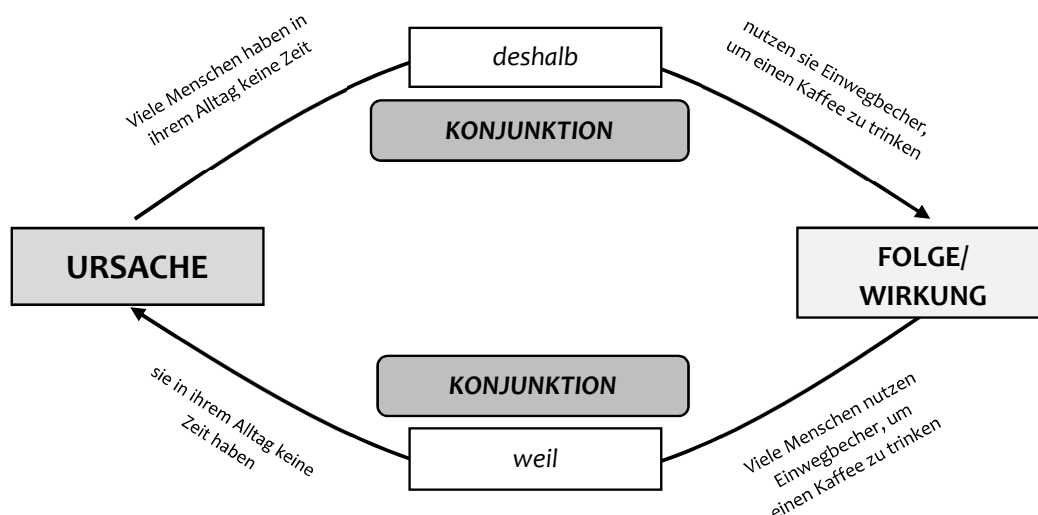 Viele Menschen haben in
ihrem Alltag keine Zeit
deshalb
nutzen sie Einwegbecher,
um einen Kaffee zu trinken
KONJUNKTION
URSACHE
FOLGE/
WIRKUNG
KONJUNKTION
sie in ihrem Alltag keine
Zeit haben
weil
Viele Menschen nutzen
Einwegbecher, um
einen Kaffee zu trinken